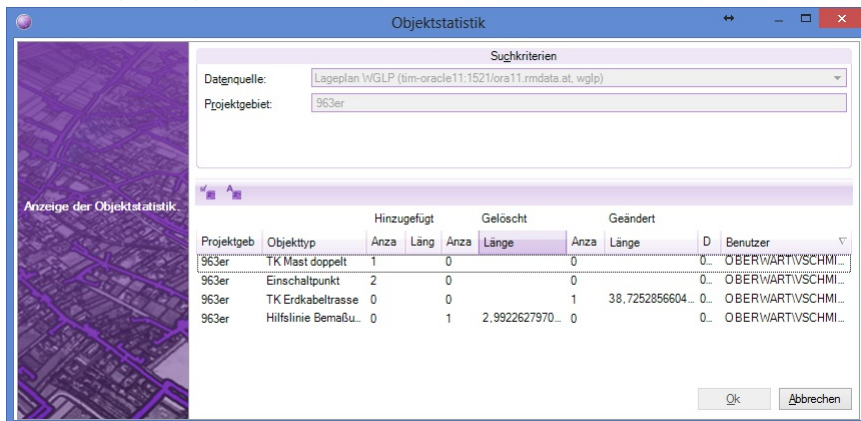 Objektstatistik
Suchkriterien
Datenquelle: Lageplan WGLP (tim-oracle11:1521/ora11.rmdata.at, wglp)
Projektgebiet: 963er
Anzeige der Objektstatistik.
Hinzugefügt Gelöscht Geändert
Projektgeb Objekttyp Anza Läng Anza Länge Anza Länge D Benutzer
963er TK Mast doppelt 1 0 0 0... OBERWART\VSCHMI...
963er Einschaltpunkt 2 0 0 0... OBERWART\VSCHMI...
963er TK Erdkabeltrasse 0 0 1 38,7252856604... 0... OBERWART\VSCHMI...
963er Hilfslinie Bemaßu... 0 1 2,9922627970... 0 0... OBERWART\VSCHMI...
Ok Abbrechen